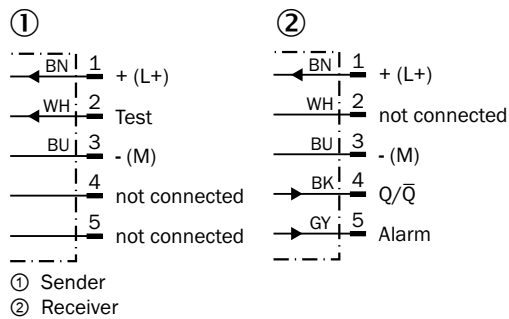 ① ②
BN 1 + (L+)
WH 2 Test
BU 3 - (M)
4 not connected
5 not connected
BN 1 + (L+)
WH 2 not connected
BU 3 - (M)
BK 4 Q/Q̅
GY 5 Alarm
① Sender
② Receiver